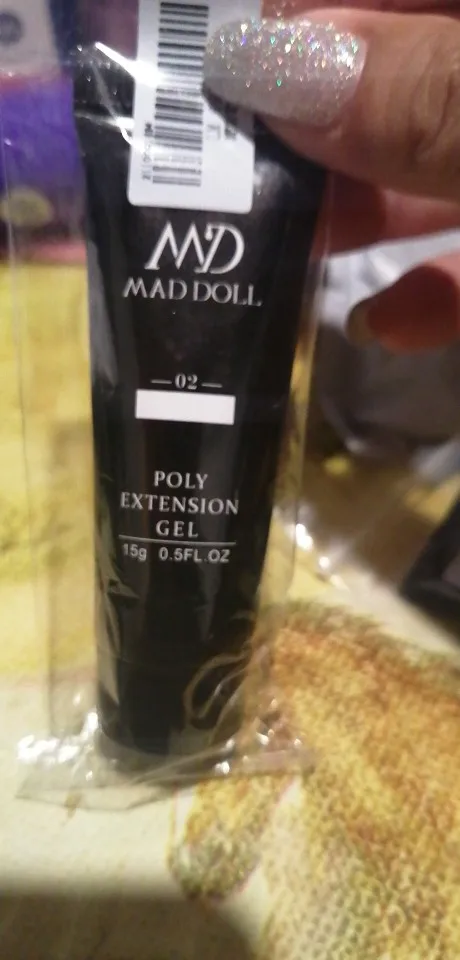 MD
MAD DOLL
— 02 —
POLY
EXTENSION
GEL
15g 0.5FL.OZ